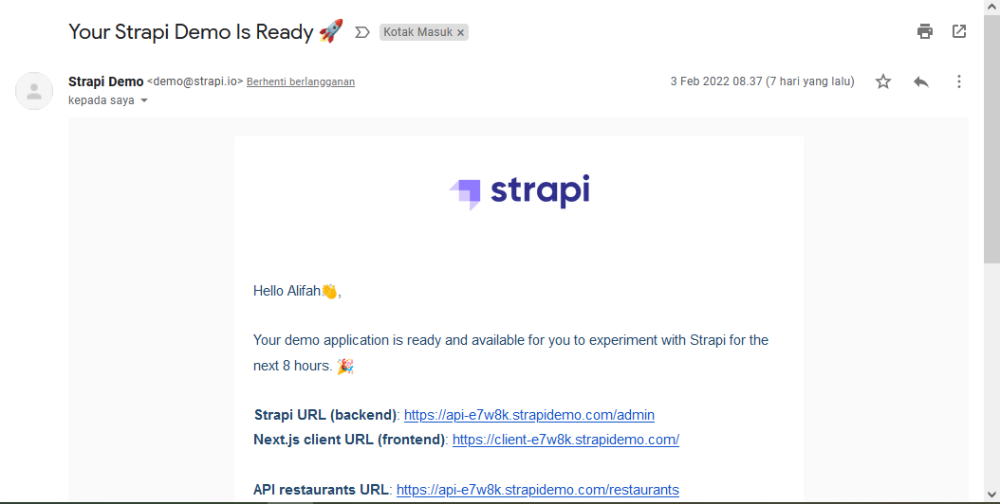 Your Strapi Demo Is Ready 🚀 Kotak Masuk ×
Strapi Demo <demo@strapi.io> Berhenti berlangganan 3 Feb 2022 08.37 (7 hari yang lalu)
kepada saya
strapi
Hello Alifah👋,
Your demo application is ready and available for you to experiment with Strapi for the
next 8 hours. 🎉
Strapi URL (backend): https://api-e7w8k.strapidemo.com/admin
Next.js client URL (frontend): https://client-e7w8k.strapidemo.com/
API restaurants URL: https://api-e7w8k.strapidemo.com/restaurants